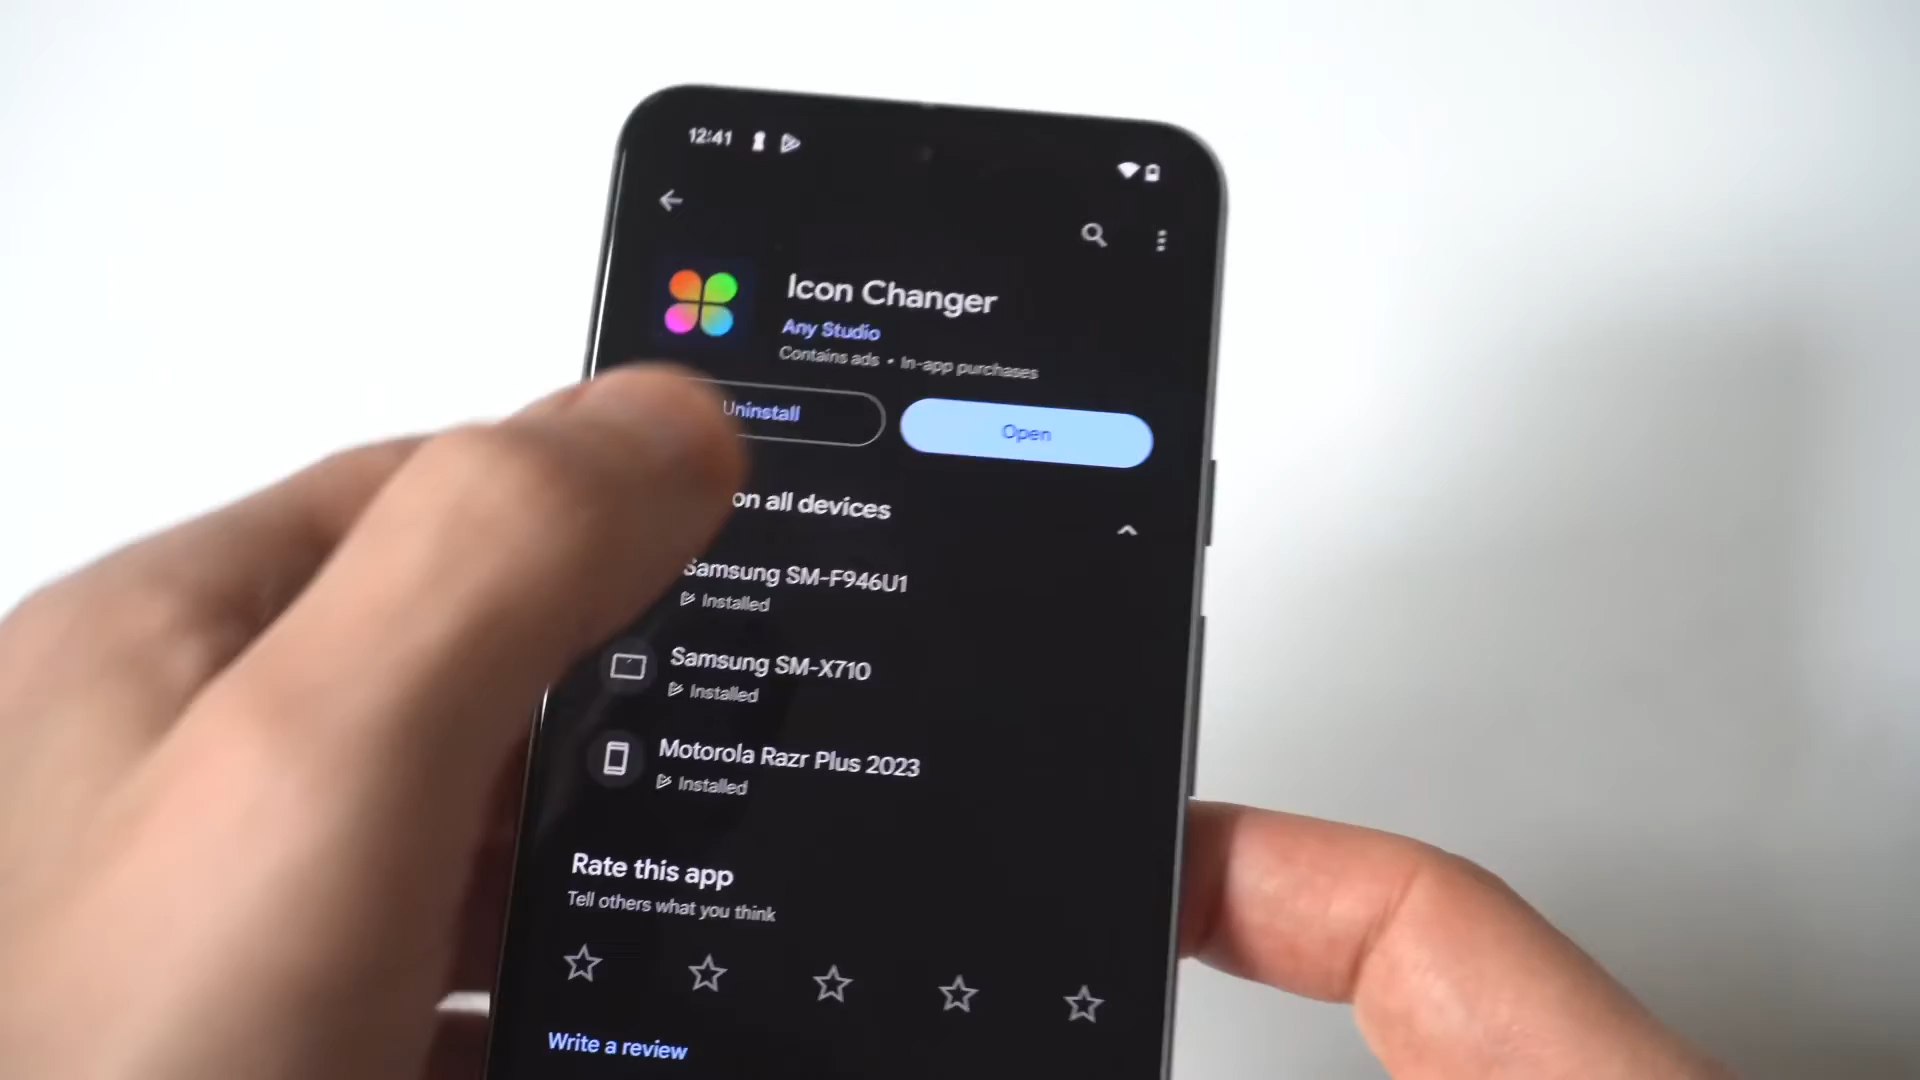 12:41
Icon Changer
Any Studio
Contains ads • In-app purchases
Uninstall
Open
on all devices
Samsung SM-F946U1
Installed
Samsung SM-X710
Installed
Motorola Razr Plus 2023
Installed
Rate this app
Tell others what you think
Write a review